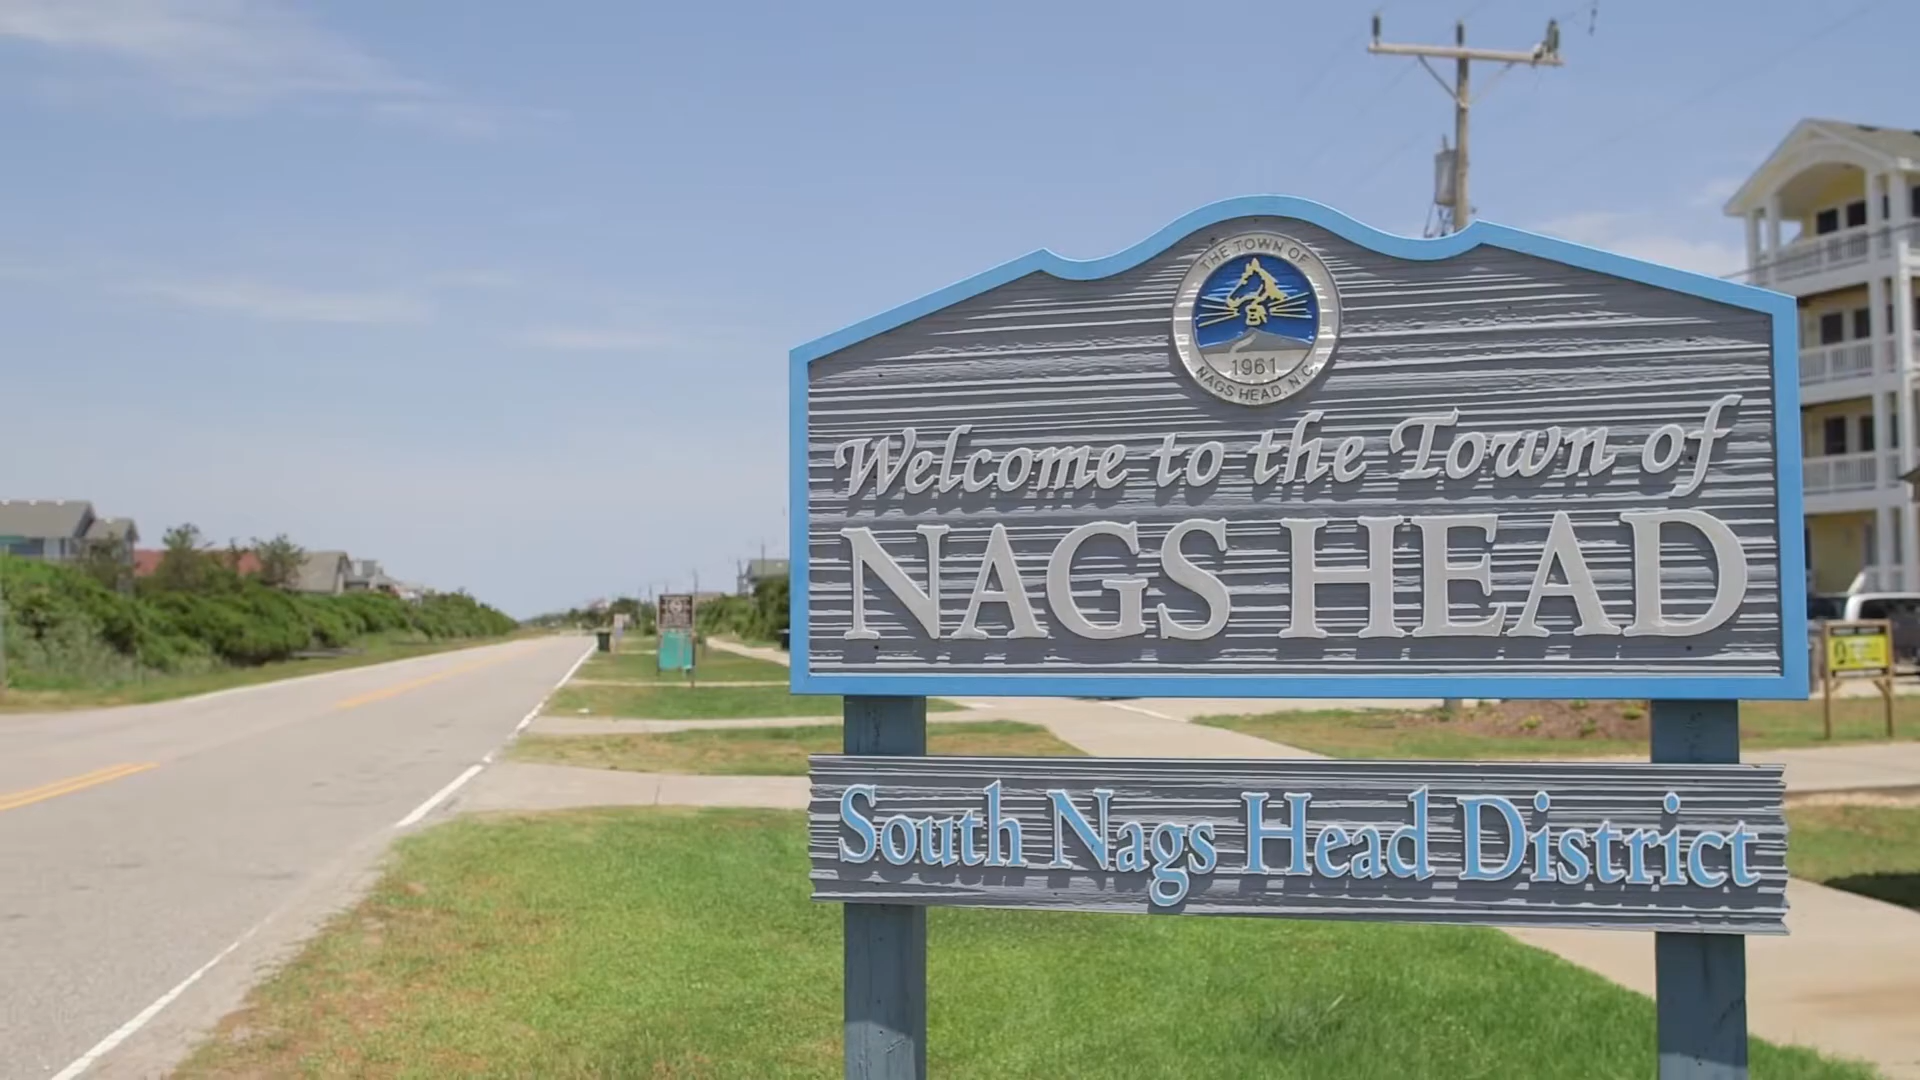 THE TOWN OF
1961
NAGS HEAD, N.C.
Welcome to the Town of
NAGS HEAD
South Nags Head District